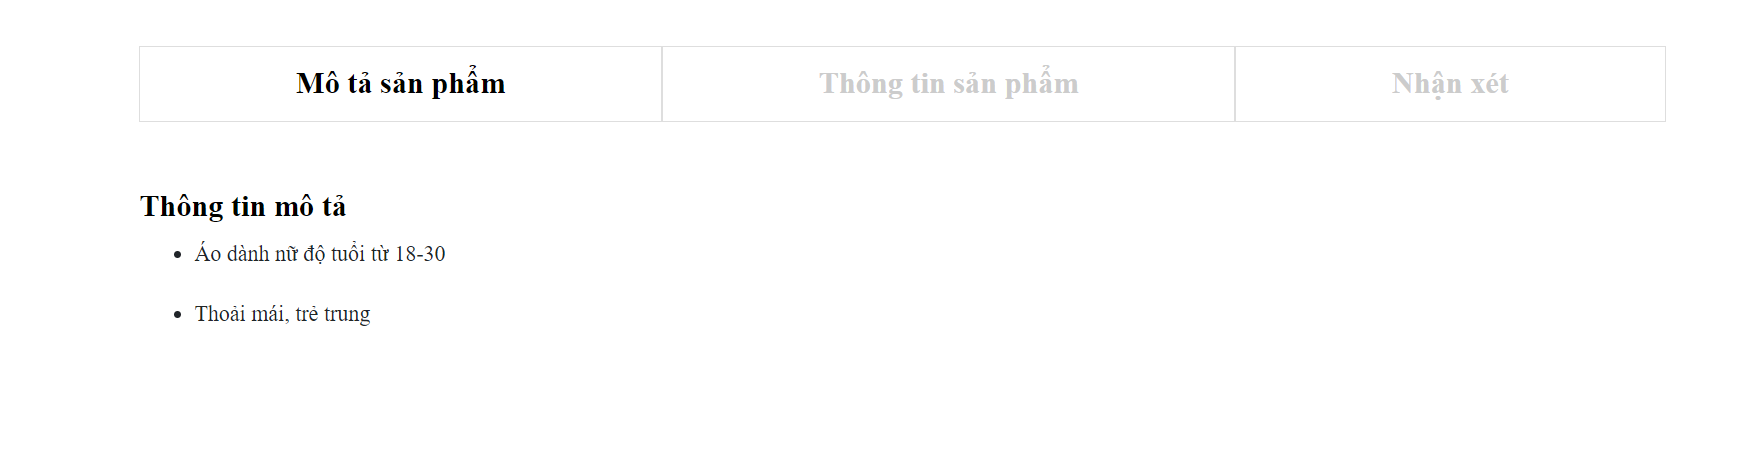 Mô tả sản phẩm Thông tin sản phẩm Nhận xét
Thông tin mô tả
Áo dành nữ độ tuổi từ 18-30
Thoải mái, trẻ trung